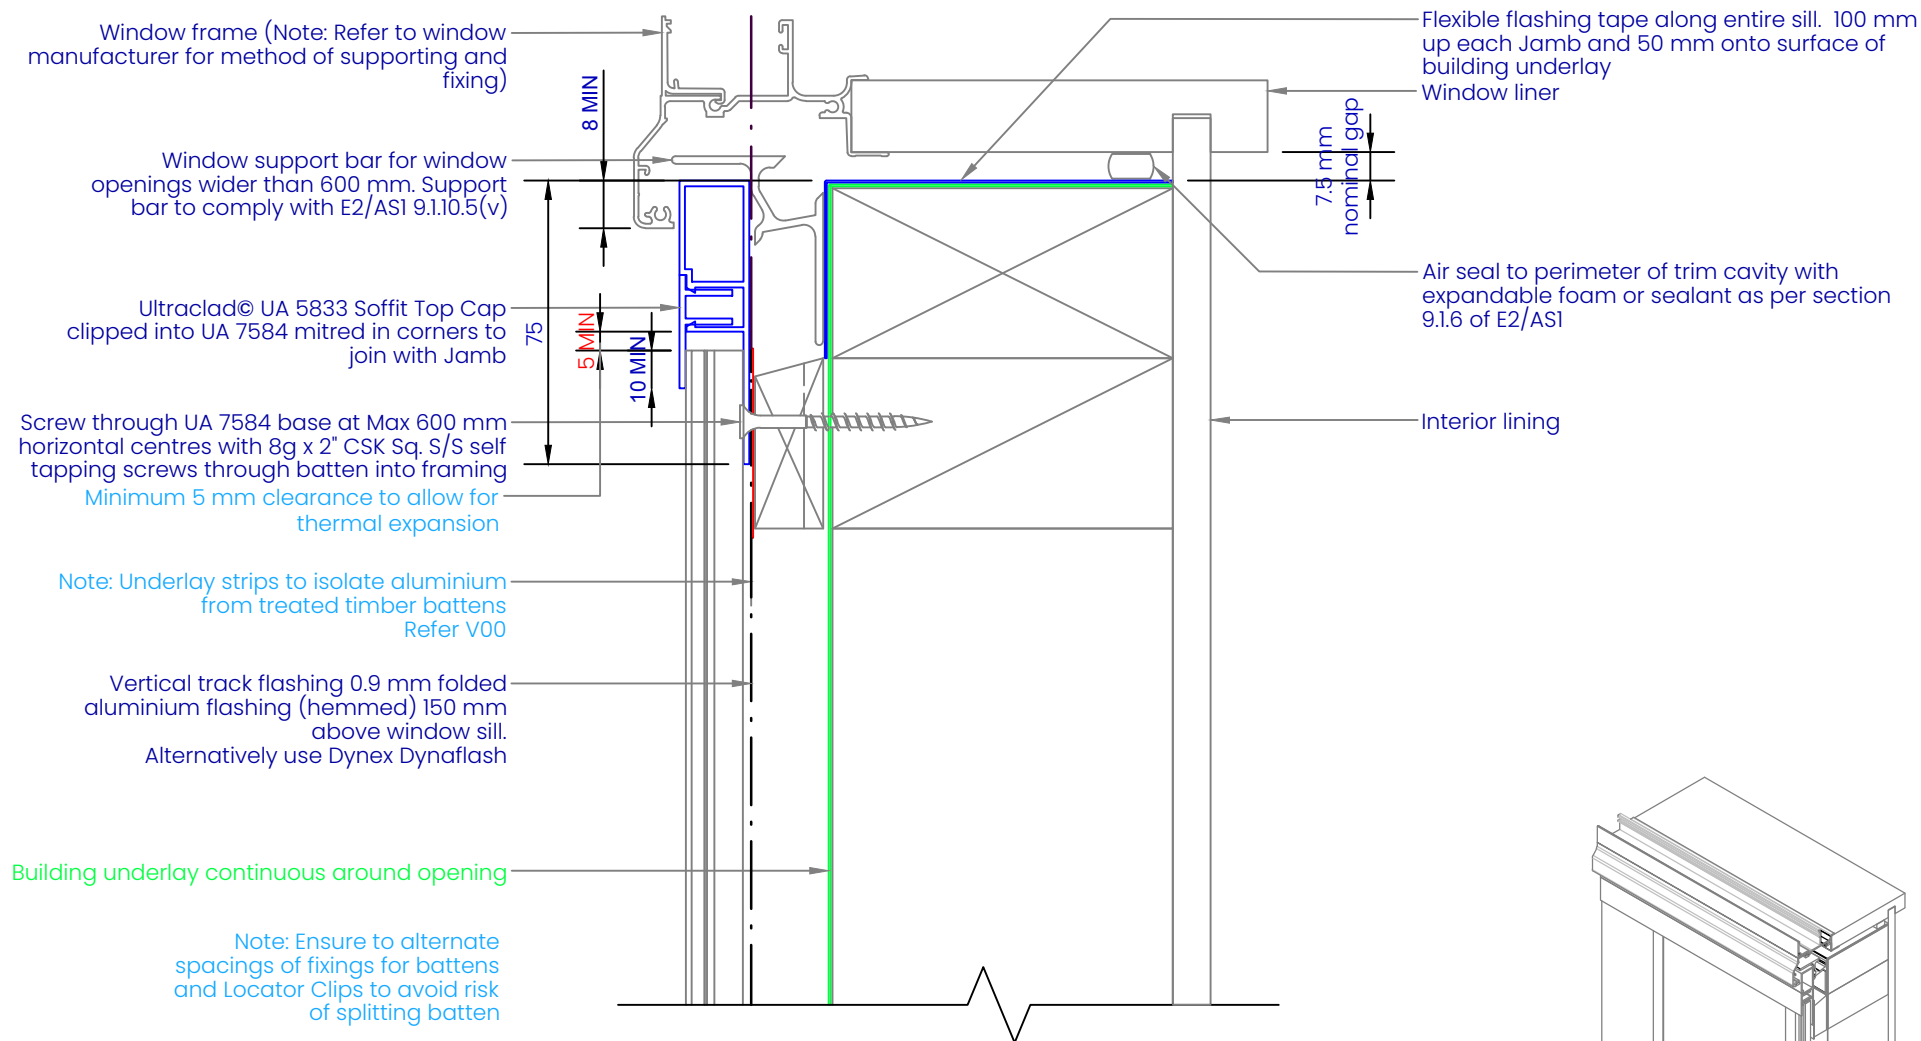 Window frame (Note: Refer to window
manufacturer for method of supporting and
fixing)
Window support bar for window
openings wider than 600 mm. Support
bar to comply with E2/AS1 9.1.10.5(v)
Ultraclad© UA 5833 Soffit Top Cap
clipped into UA 7584 mitred in corners to
join with Jamb
Screw through UA 7584 base at Max 600 mm
horizontal centres with 8g x 2" CSK Sq. S/S self
tapping screws through batten into framing
Minimum 5 mm clearance to allow for
thermal expansion
Note: Underlay strips to isolate aluminium
from treated timber battens
Refer V00
Vertical track flashing 0.9 mm folded
aluminium flashing (hemmed) 150 mm
above window sill.
Alternatively use Dynex Dynaflash
Building underlay continuous around opening
Note: Ensure to alternate
spacings of fixings for battens
and Locator Clips to avoid risk
of splitting batten
8 MIN
75
5 MIN
10 MIN
Flexible flashing tape along entire sill. 100 mm
up each Jamb and 50 mm onto surface of
building underlay
Window liner
7.5 mm
nominal gap
Air seal to perimeter of trim cavity with
expandable foam or sealant as per section
9.1.6 of E2/AS1
Interior lining